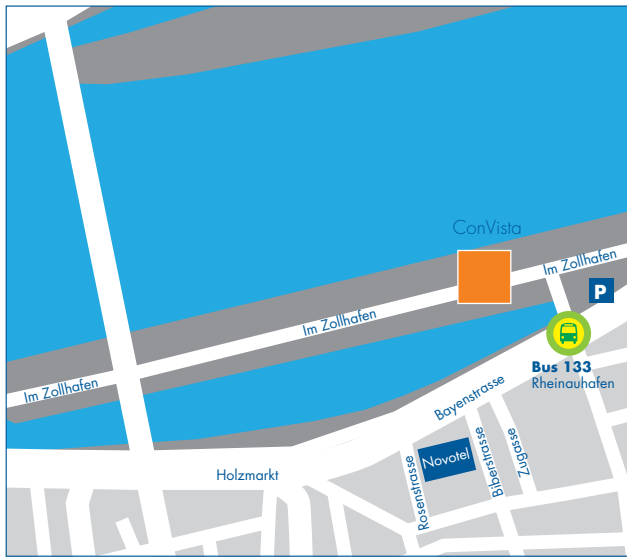 ConVista
Im Zollhafen
P
Im Zollhafen
Bus 133
Rheinauhafen
Im Zollhafen
Bayenstrasse
Novotel
Rosenstrasse
Biberstrasse
Zugasse
Holzmarkt